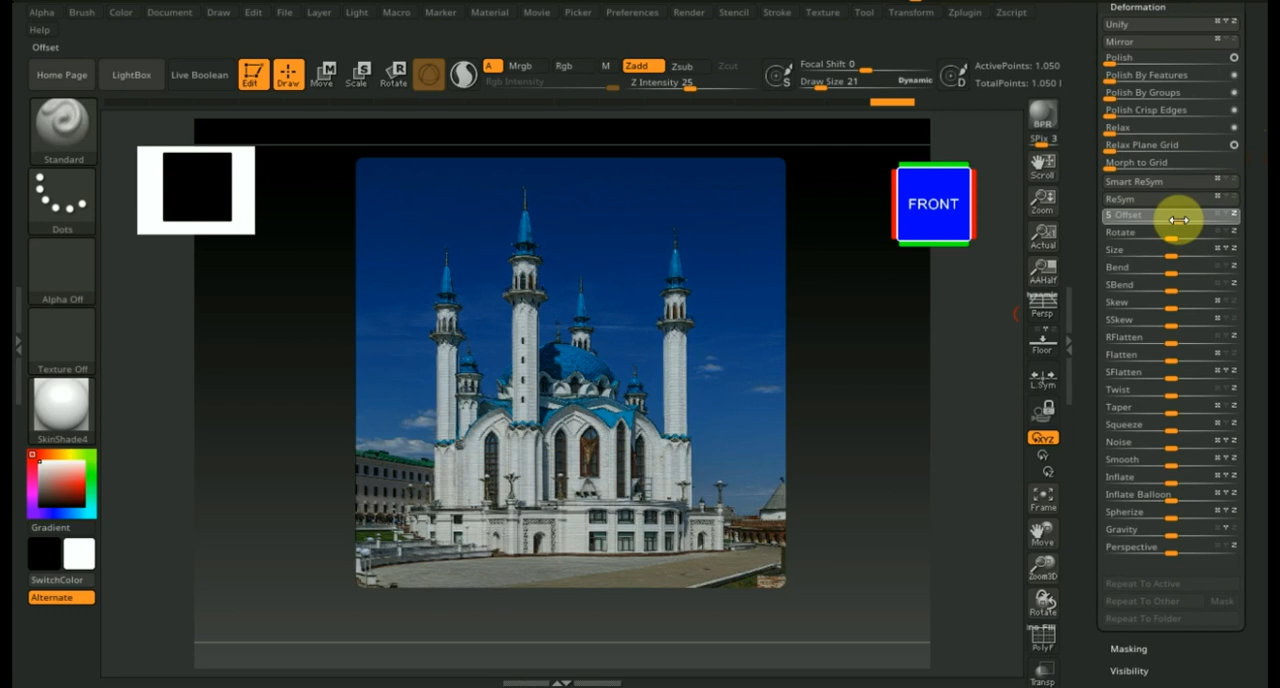 Alpha Brush Color Document Draw Edit File Layer Light Macro Marker Material Movie Picker Preferences Render Stencil Stroke Texture Tool Transform Zplugin Zscript
Help
Offset
Home Page LightBox Live Boolean Edit Draw Move Scale Rotate
A Mrgb Rgb M Zadd Zsub Zcut
Rgb Intensity Z Intensity 25
S Focal Shift 0
Draw Size 21 Dynamic
D ActivePoints: 1.050
TotalPoints: 1.050
Standard
Dots
Alpha Off
Texture Off
SkinShade4
Gradient
SwitchColor
Alternate
FRONT
BPR
SPix 3
Scroll
Zoom
Actual
AAHalf
Persp
Floor
L.Sym
XYZ
Frame
Move
Zoom3D
Rotate
PolyF
Transp
Deformation
Unify
Mirror
Polish
Polish By Features
Polish By Groups
Polish Crisp Edges
Relax
Relax Plane Grid
Morph to Grid
Smart ReSym
ReSym
S Offset
Rotate
Size
Bend
SBend
Skew
SSkew
RFlatten
Flatten
SFlatten
Twist
Taper
Squeeze
Noise
Smooth
Inflate
Inflate Balloon
Spherize
Gravity
Perspective
Repeat To Active
Repeat To Other Mask
Repeat To Folder
Masking
Visibility